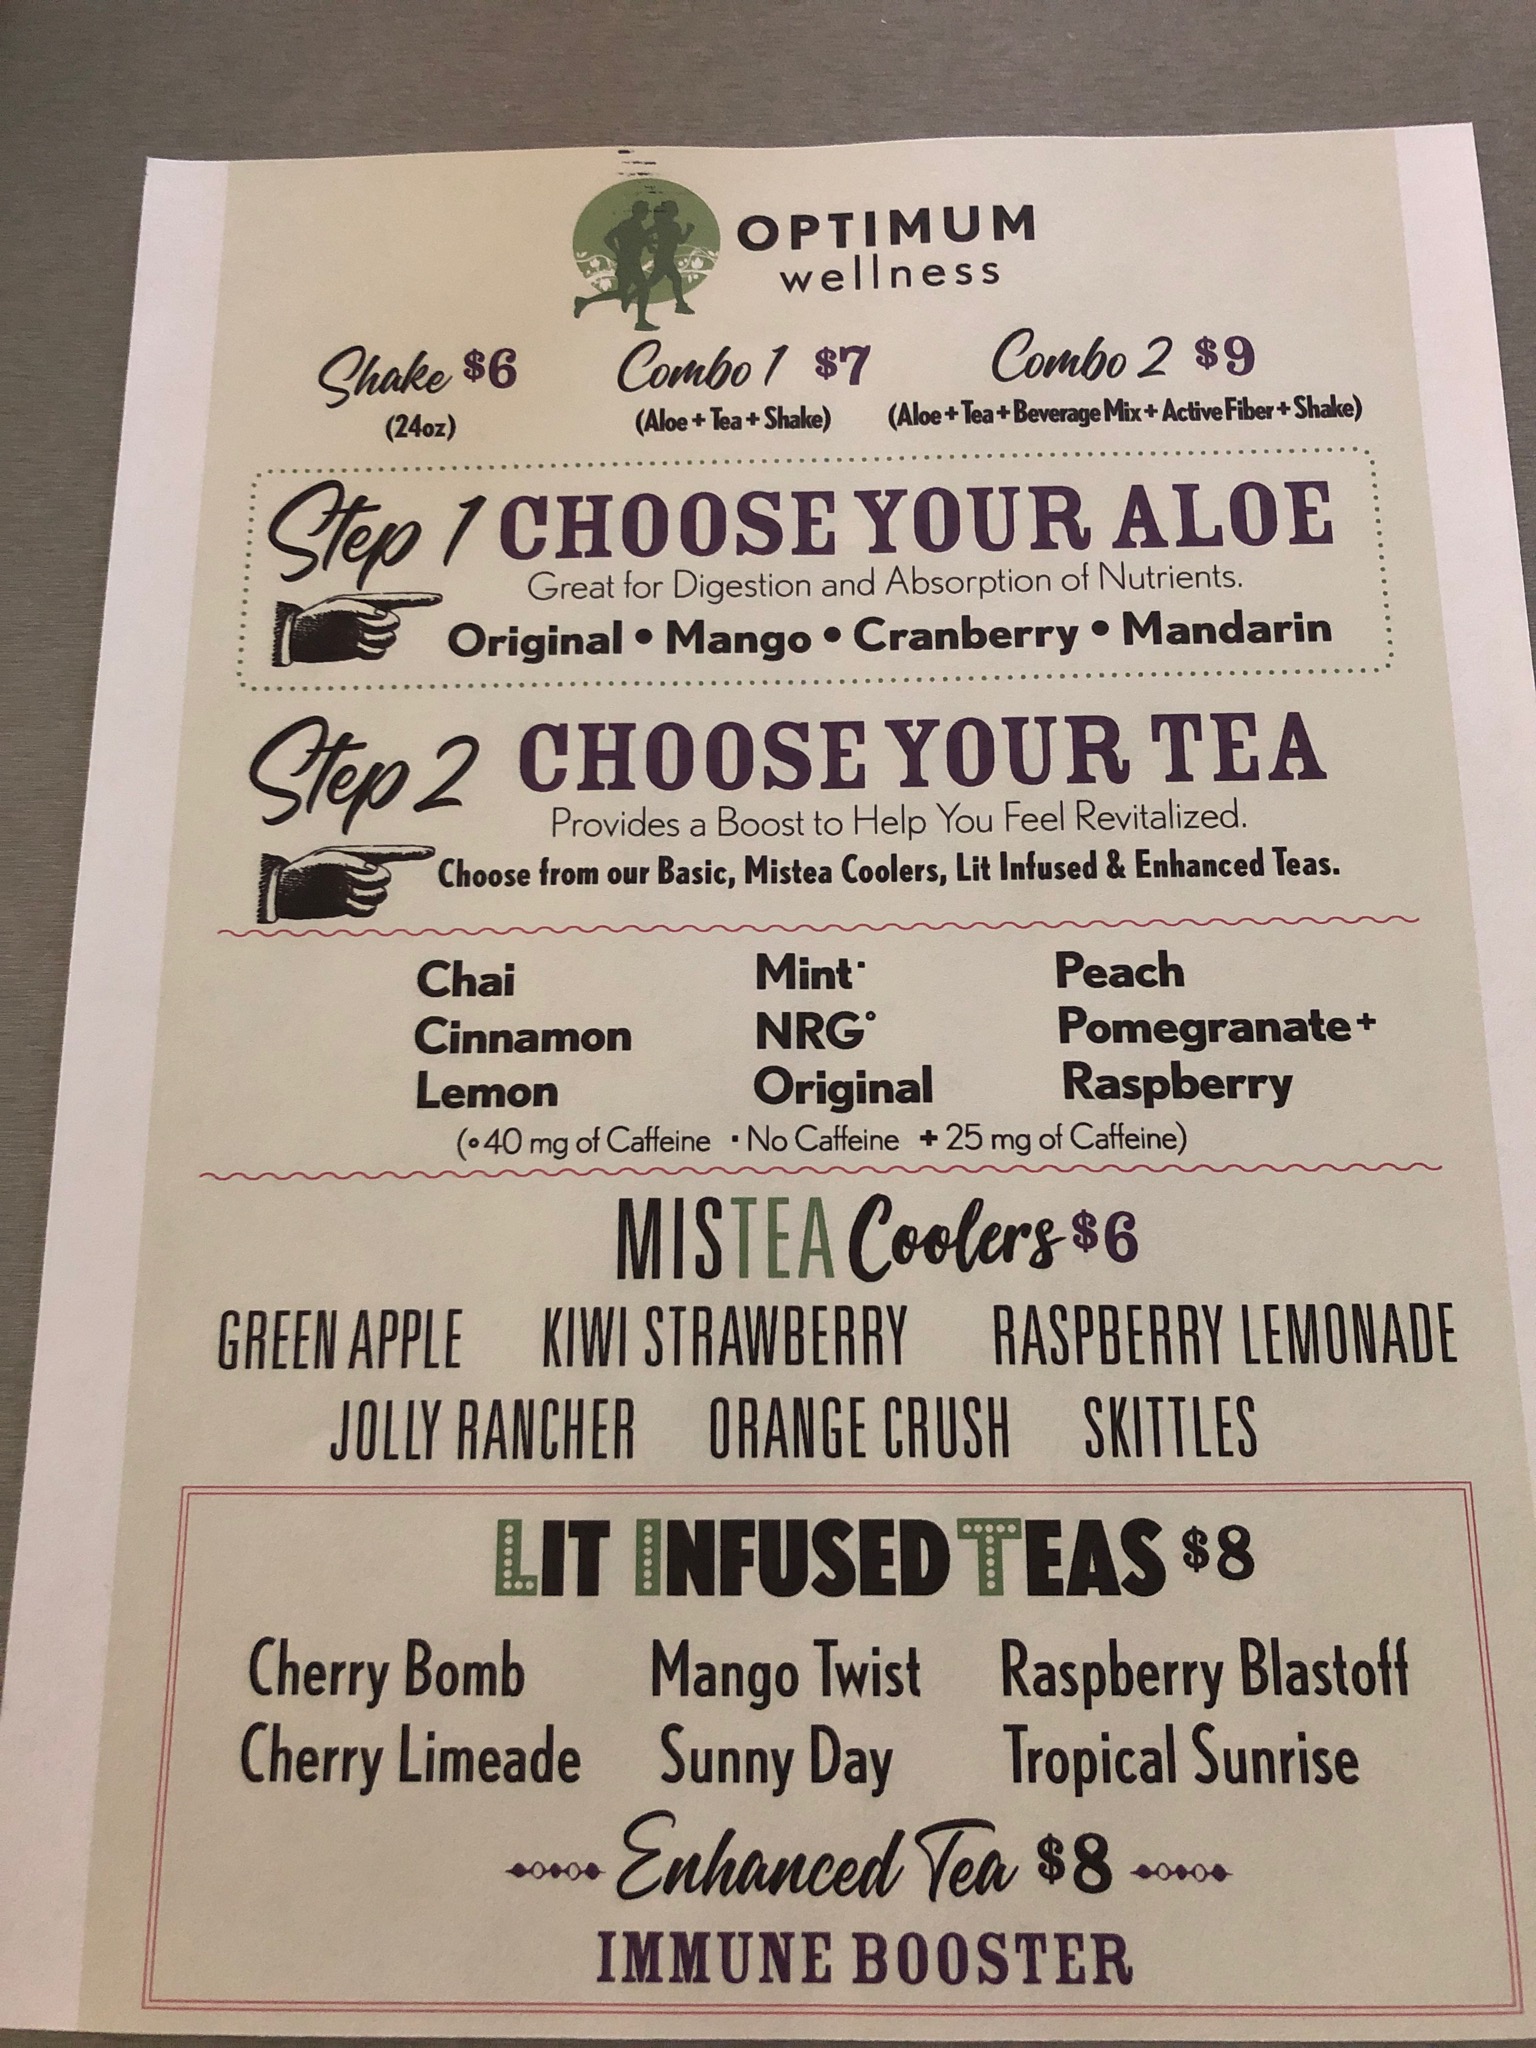 OPTIMUM
wellness
Shake $6 Combo 1 $7 Combo 2 $9
(24oz) (Aloe + Tea + Shake) (Aloe + Tea + Beverage Mix + Active Fiber + Shake)
Step 1 CHOOSE YOUR ALOE
Great for Digestion and Absorption of Nutrients.
Original • Mango • Cranberry • Mandarin
Step 2 CHOOSE YOUR TEA
Provides a Boost to Help You Feel Revitalized.
Choose from our Basic, Mistea Coolers, Lit Infused & Enhanced Teas.
Chai Mint· Peach
Cinnamon NRG° Pomegranate+
Lemon Original Raspberry
(∘40 mg of Caffeine ·No Caffeine +25 mg of Caffeine)
MISTEA Coolers $6
GREEN APPLE KIWI STRAWBERRY RASPBERRY LEMONADE
JOLLY RANCHER ORANGE CRUSH SKITTLES
LIT INFUSED TEAS $8
Cherry Bomb Mango Twist Raspberry Blastoff
Cherry Limeade Sunny Day Tropical Sunrise
Enhanced Tea $8
IMMUNE BOOSTER